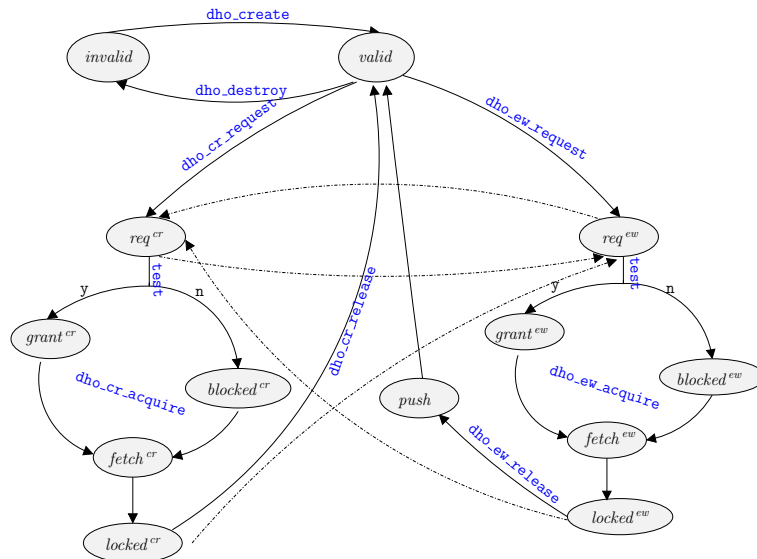 dho_create
invalid
valid
dho_destroy
dho_cr_request
dho_ew_request
req^cr
req^ew
test
test
y
n
y
n
grant^cr
grant^ew
dho_cr_release
blocked^cr
blocked^ew
dho_cr_acquire
dho_ew_acquire
push
fetch^cr
fetch^ew
dho_ew_release
locked^cr
locked^ew